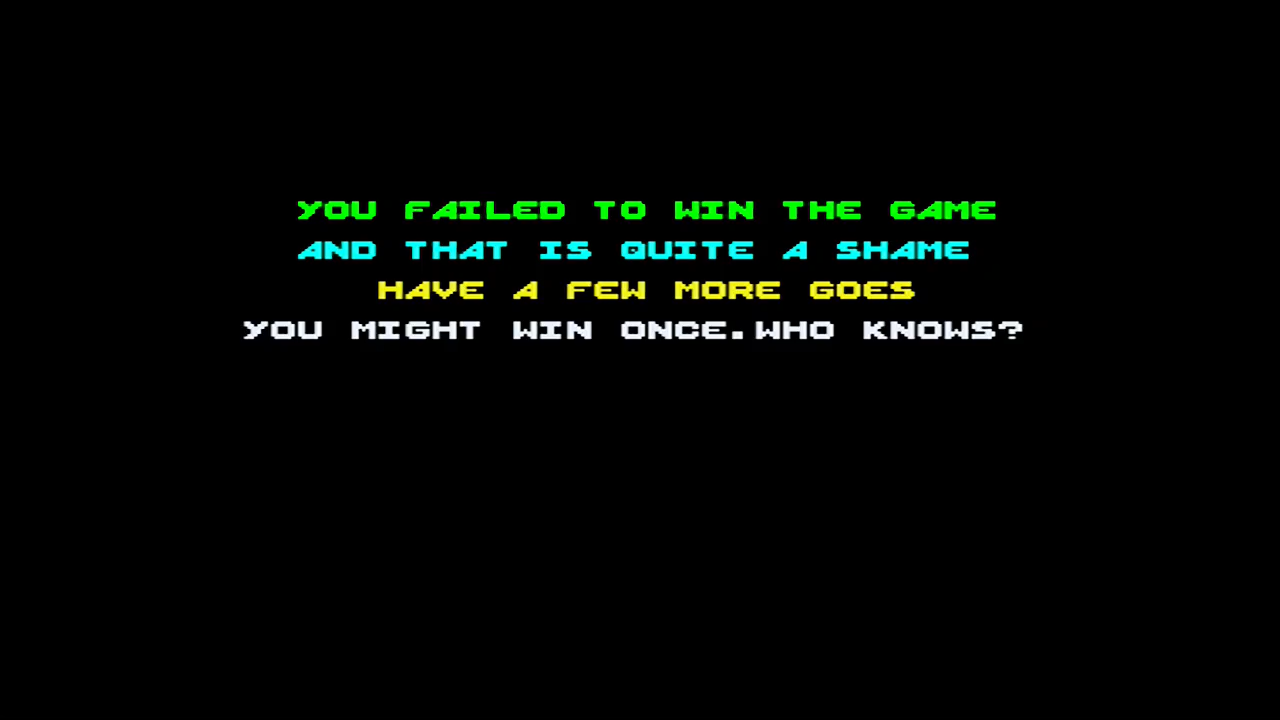 YOU FAILED TO WIN THE GAME
AND THAT IS QUITE A SHAME
HAVE A FEW MORE GOES
YOU MIGHT WIN ONCE.WHO KNOWS?